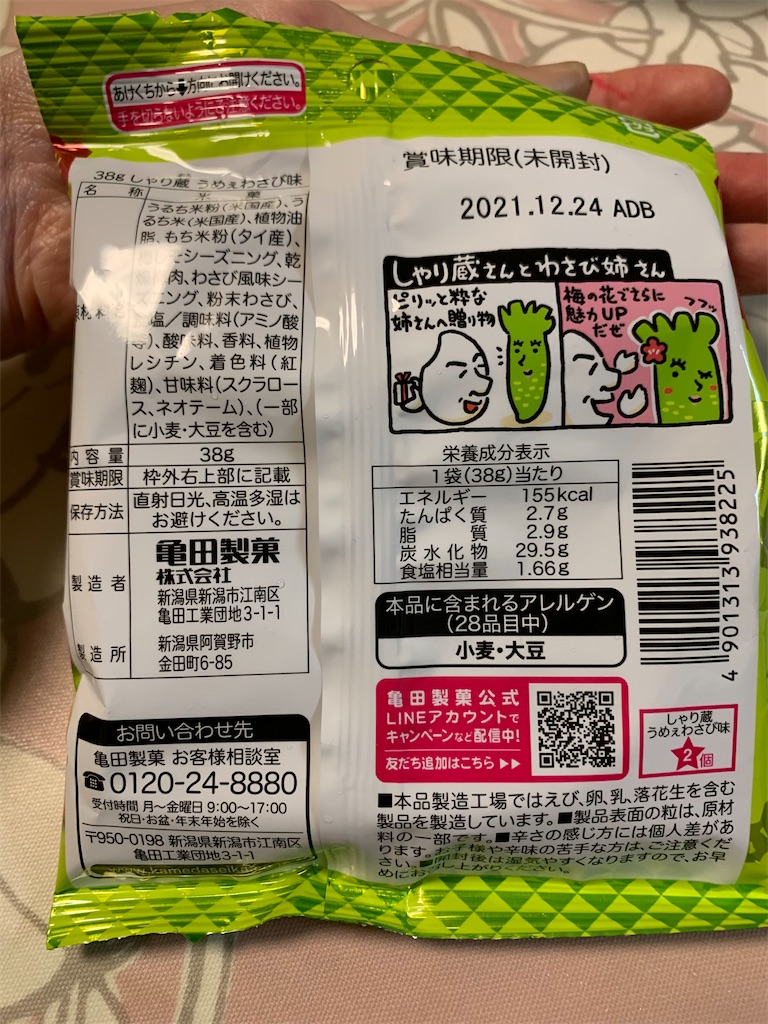 あけくちから⬇方向にお開けください。
手を切らないようにご注意ください。
38g しゃり蔵 うめぇわさび味
名 称 米 菓
うるち米粉(米国産)、う
るち米(米国産)、植物油
脂、もち米粉(タイ産)、
シーズニング、乾
肉、わさび風味シー
ズニング、粉末わさび、
塩/調味料(アミノ酸
等)、酸味料、香料、植物
レシチン、着色料(紅
麹)、甘味料(スクラロー
ス、ネオテーム)、(一部
に小麦・大豆を含む)
内容量 38g
賞味期限 枠外右上部に記載
保存方法 直射日光、高温多湿は
お避けください。
製造者 亀田製菓
株式会社
新潟県新潟市江南区
亀田工業団地3-1-1
製造所 新潟県阿賀野市
金田町6-85
お問い合わせ先
亀田製菓 お客様相談室
0120-24-8880
受付時間 月〜金曜日 9:00〜17:00
祝日・お盆・年末年始を除く
〒950-0198 新潟県新潟市江南区
亀田工業団地3-1-1
賞味期限(未開封)
2021.12.24 ADB
しゃり蔵さんとわさび姉さん
ピリッと粋な
姉さんへ贈り物
梅の花でさらに
魅力UP
だぜ
フフッ
栄養成分表示
1袋(38g)当たり
エネルギー 155kcal
たんぱく質 2.7g
脂質 2.9g
炭水化物 29.5g
食塩相当量 1.66g
本品に含まれるアレルゲン
(28品目中)
小麦・大豆
4 901313 938225
亀田製菓公式
LINEアカウントで
キャンペーンなど配信中!
友だち追加はこちら ▶▶
しゃり蔵
うめぇわさび味
2個
■本品製造工場ではえび、卵、乳、落花生を含む
製品を製造しています。■製品表面の粒は、原材
料の一部です。■辛さの感じ方には個人差があ
ります。お子様や辛味の苦手な方は、ご注意くだ
さい。■開封後は湿気やすくなりますので、お早
めにお召し上がりください。